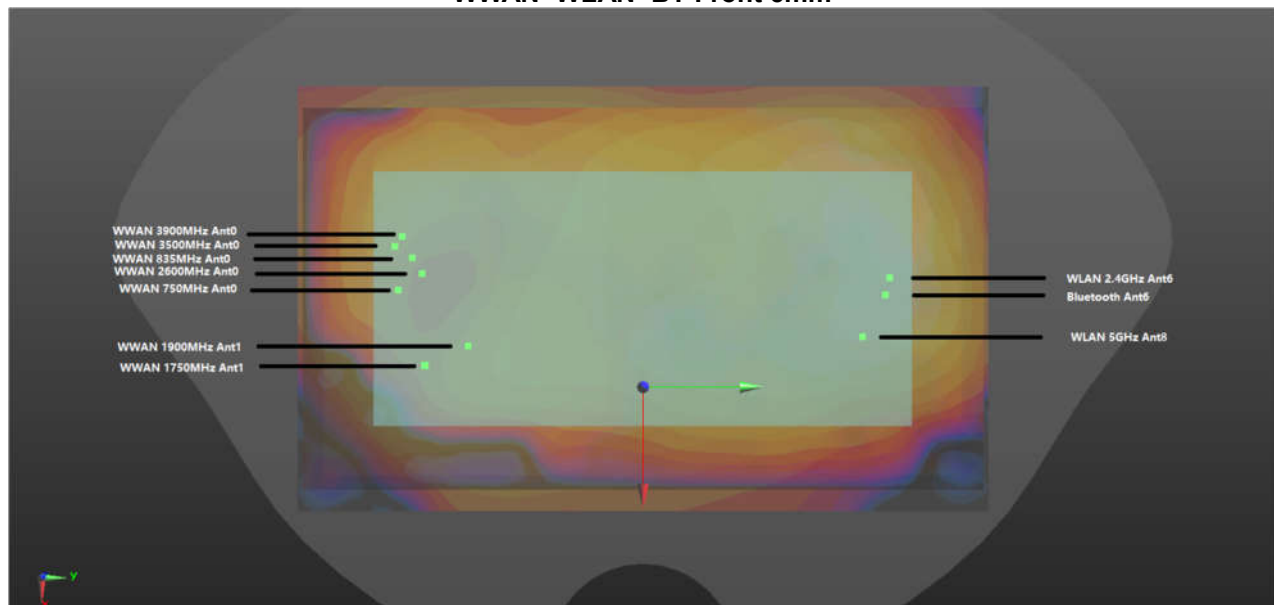 WWAN 3900MHz Ant0
WWAN 3500MHz Ant0
WWAN 835MHz Ant0
WWAN 2600MHz Ant0
WWAN 750MHz Ant0
WWAN 1900MHz Ant1
WWAN 1750MHz Ant1
WLAN 2.4GHz Ant6
Bluetooth Ant6
WLAN 5GHz Ant8
Y